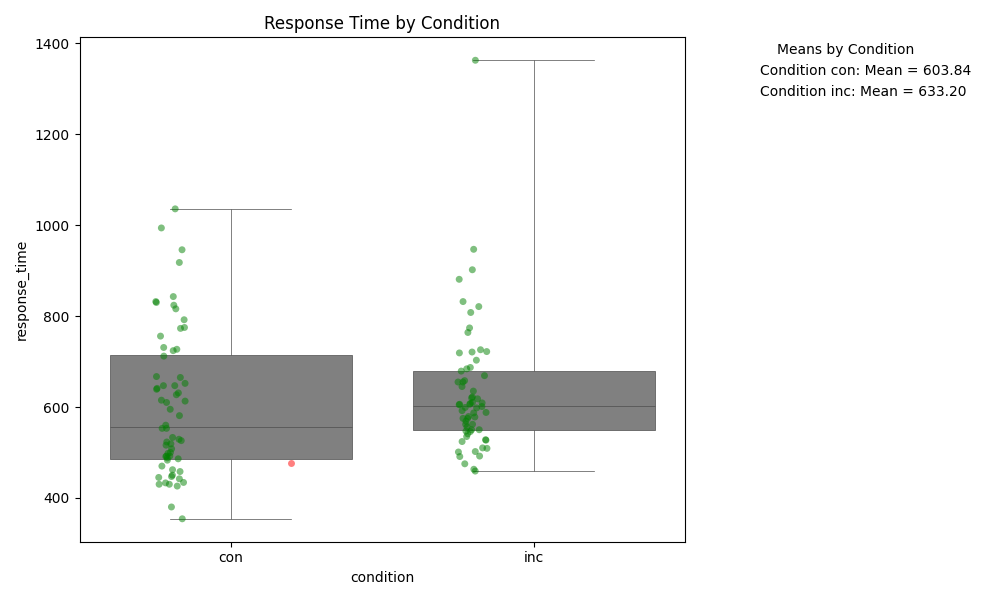 Response Time by Condition
1400
1200
1000
800
600
400
response_time
con
inc
condition
Means by Condition
Condition con: Mean = 603.84
Condition inc: Mean = 633.20